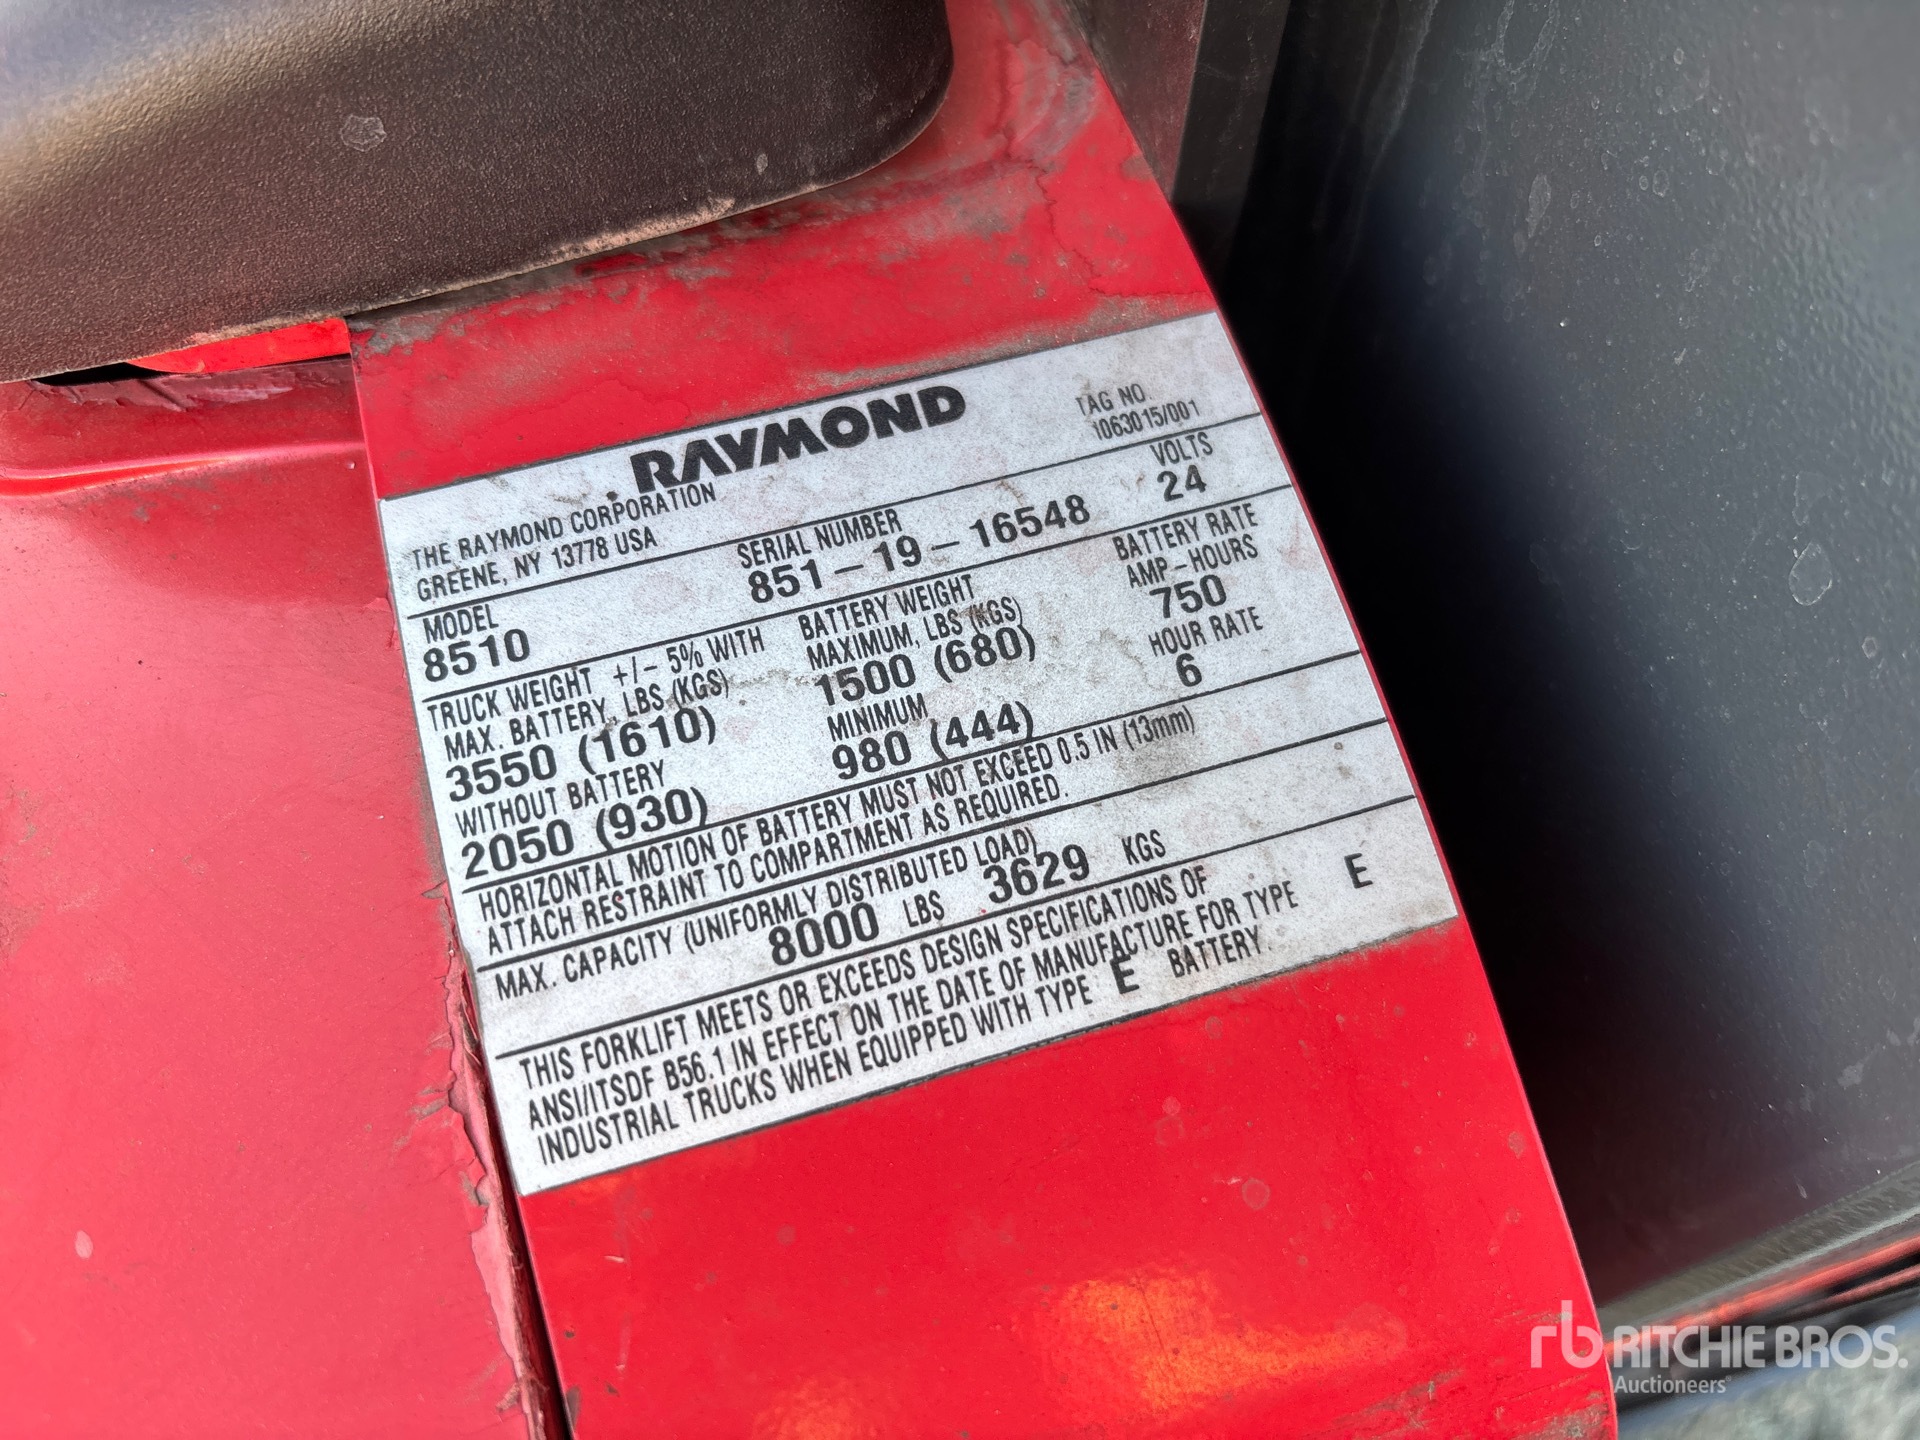 RAYMOND
TAG NO.
1063015/001
THE RAYMOND CORPORATION
GREENE, NY 13778 USA
MODEL
8510
SERIAL NUMBER
851-19-16548
VOLTS
24
TRUCK WEIGHT +/- 5% WITH
MAX. BATTERY, LBS (KGS)
3550 (1610)
WITHOUT BATTERY
2050 (930)
BATTERY WEIGHT
MAXIMUM, LBS (KGS)
1500 (680)
MINIMUM
980 (444)
BATTERY RATE
AMP-HOURS
750
HOUR RATE
6
HORIZONTAL MOTION OF BATTERY MUST NOT EXCEED 0.5 IN (13mm)
ATTACH RESTRAINT TO COMPARTMENT AS REQUIRED.
MAX. CAPACITY (UNIFORMLY DISTRIBUTED LOAD)
8000 LBS 3629 KGS
THIS FORKLIFT MEETS OR EXCEEDS DESIGN SPECIFICATIONS OF
ANSI/ITSDF B56.1 IN EFFECT ON THE DATE OF MANUFACTURE FOR TYPE E
INDUSTRIAL TRUCKS WHEN EQUIPPED WITH TYPE E BATTERY.
rb RITCHIE BROS.
Auctioneers